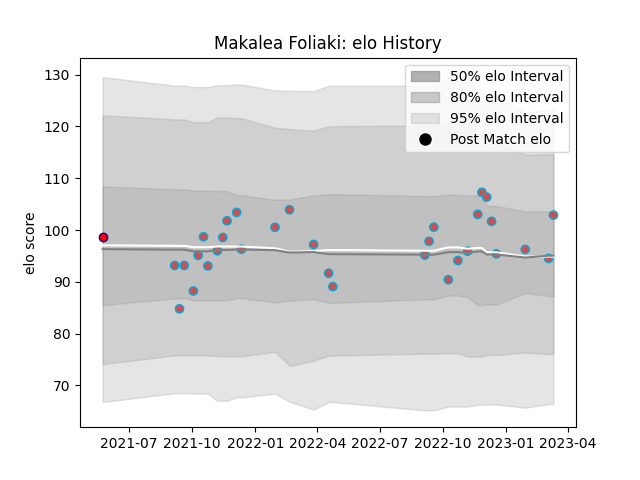 Makalea Foliaki: elo History
130
120
110
100
90
80
70
elo score
50% elo Interval
80% elo Interval
95% elo Interval
Post Match elo
2021-07 2021-10 2022-01 2022-04 2022-07 2022-10 2023-01 2023-04